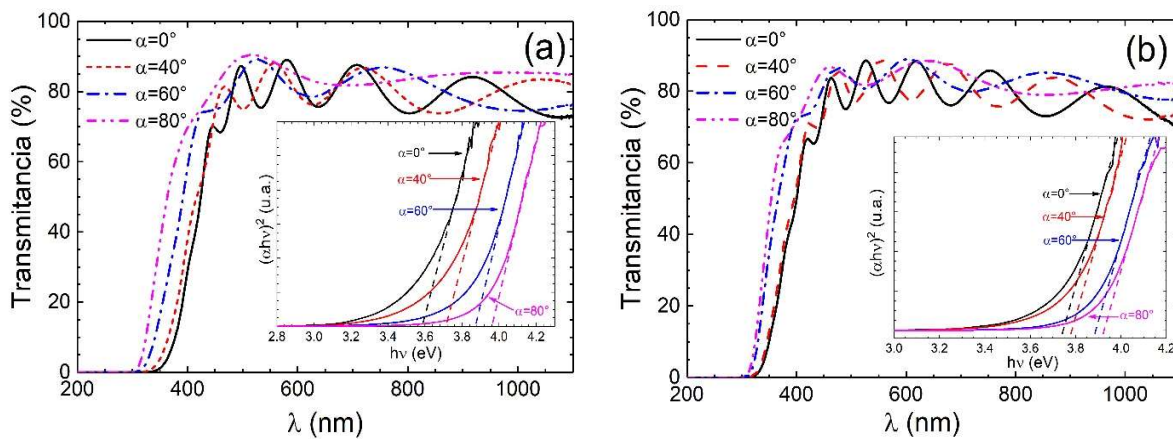 (a)
α=0°
α=40°
α=60°
α=80°
Transmitancia (%)
100
80
60
40
20
0
200 400 600 800 1000
λ (nm)
(αhν)² (u.a.)
α=0°
α=40°
α=60°
α=80°
2.8 3.0 3.2 3.4 3.6 3.8 4.0 4.2
hν (eV)
(b)
α=0°
α=40°
α=60°
α=80°
Transmitancia (%)
100
80
60
40
20
0
200 400 600 800 1000
λ (nm)
(αhν)² (u.a.)
α=0°
α=40°
α=60°
α=80°
3.0 3.2 3.4 3.6 3.8 4.0 4.2
hν (eV)